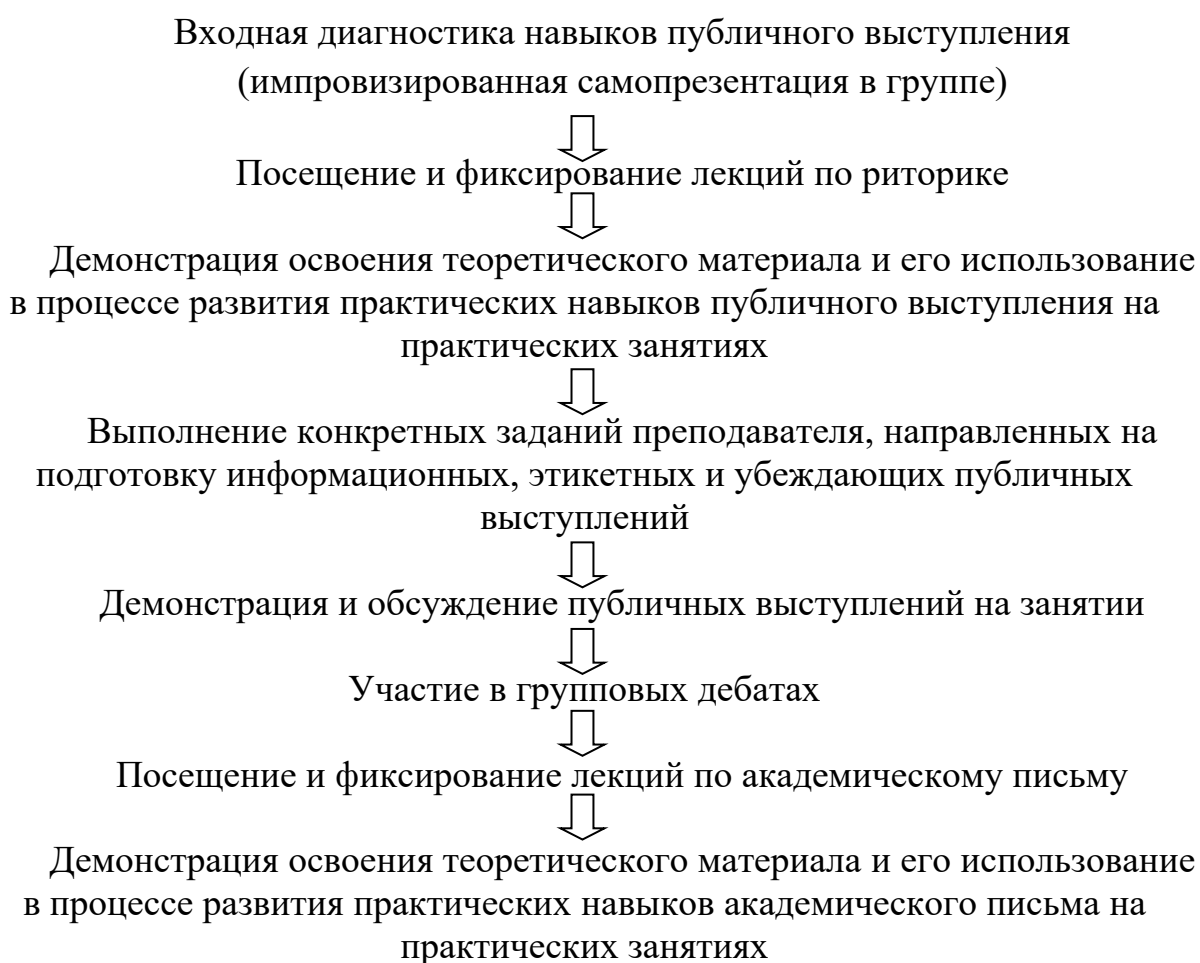 Входная диагностика навыков публичного выступления
(импровизированная самопрезентация в группе)
Посещение и фиксирование лекций по риторике
Демонстрация освоения теоретического материала и его использование
в процессе развития практических навыков публичного выступления на
практических занятиях
Выполнение конкретных заданий преподавателя, направленных на
подготовку информационных, этикетных и убеждающих публичных
выступлений
Демонстрация и обсуждение публичных выступлений на занятии
Участие в групповых дебатах
Посещение и фиксирование лекций по академическому письму
Демонстрация освоения теоретического материала и его использование
в процессе развития практических навыков академического письма на
практических занятиях